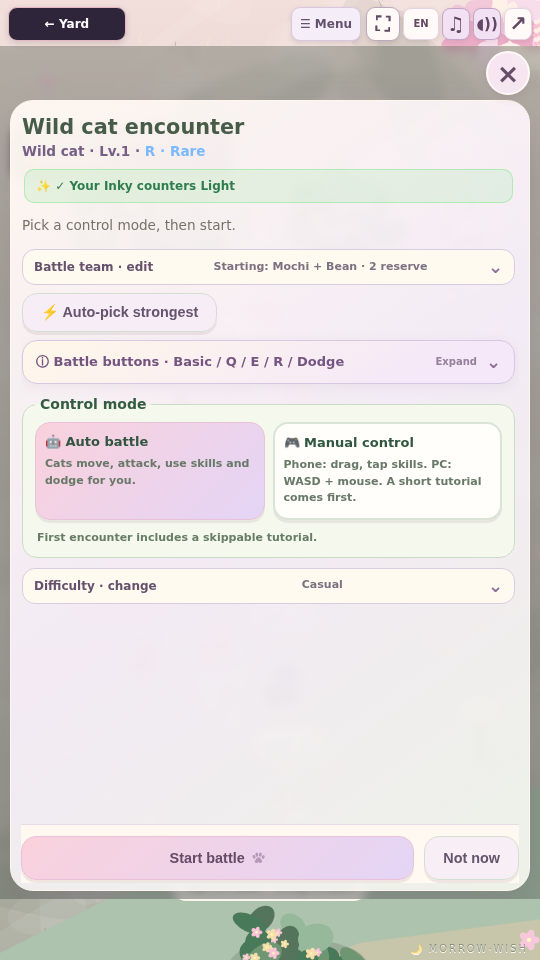 ← Yard
☰ Menu
EN
Wild cat encounter
Wild cat · Lv.1 · R · Rare
✨ ✓ Your Inky counters Light
Pick a control mode, then start.
Battle team · edit Starting: Mochi + Bean · 2 reserve
⚡ Auto-pick strongest
ⓘ Battle buttons · Basic / Q / E / R / Dodge Expand
Control mode
🤖 Auto battle
Cats move, attack, use skills and
dodge for you.
🎮 Manual control
Phone: drag, tap skills. PC:
WASD + mouse. A short tutorial
comes first.
First encounter includes a skippable tutorial.
Difficulty · change Casual
Start battle 🐾
Not now
🌙 MORROW-WISH